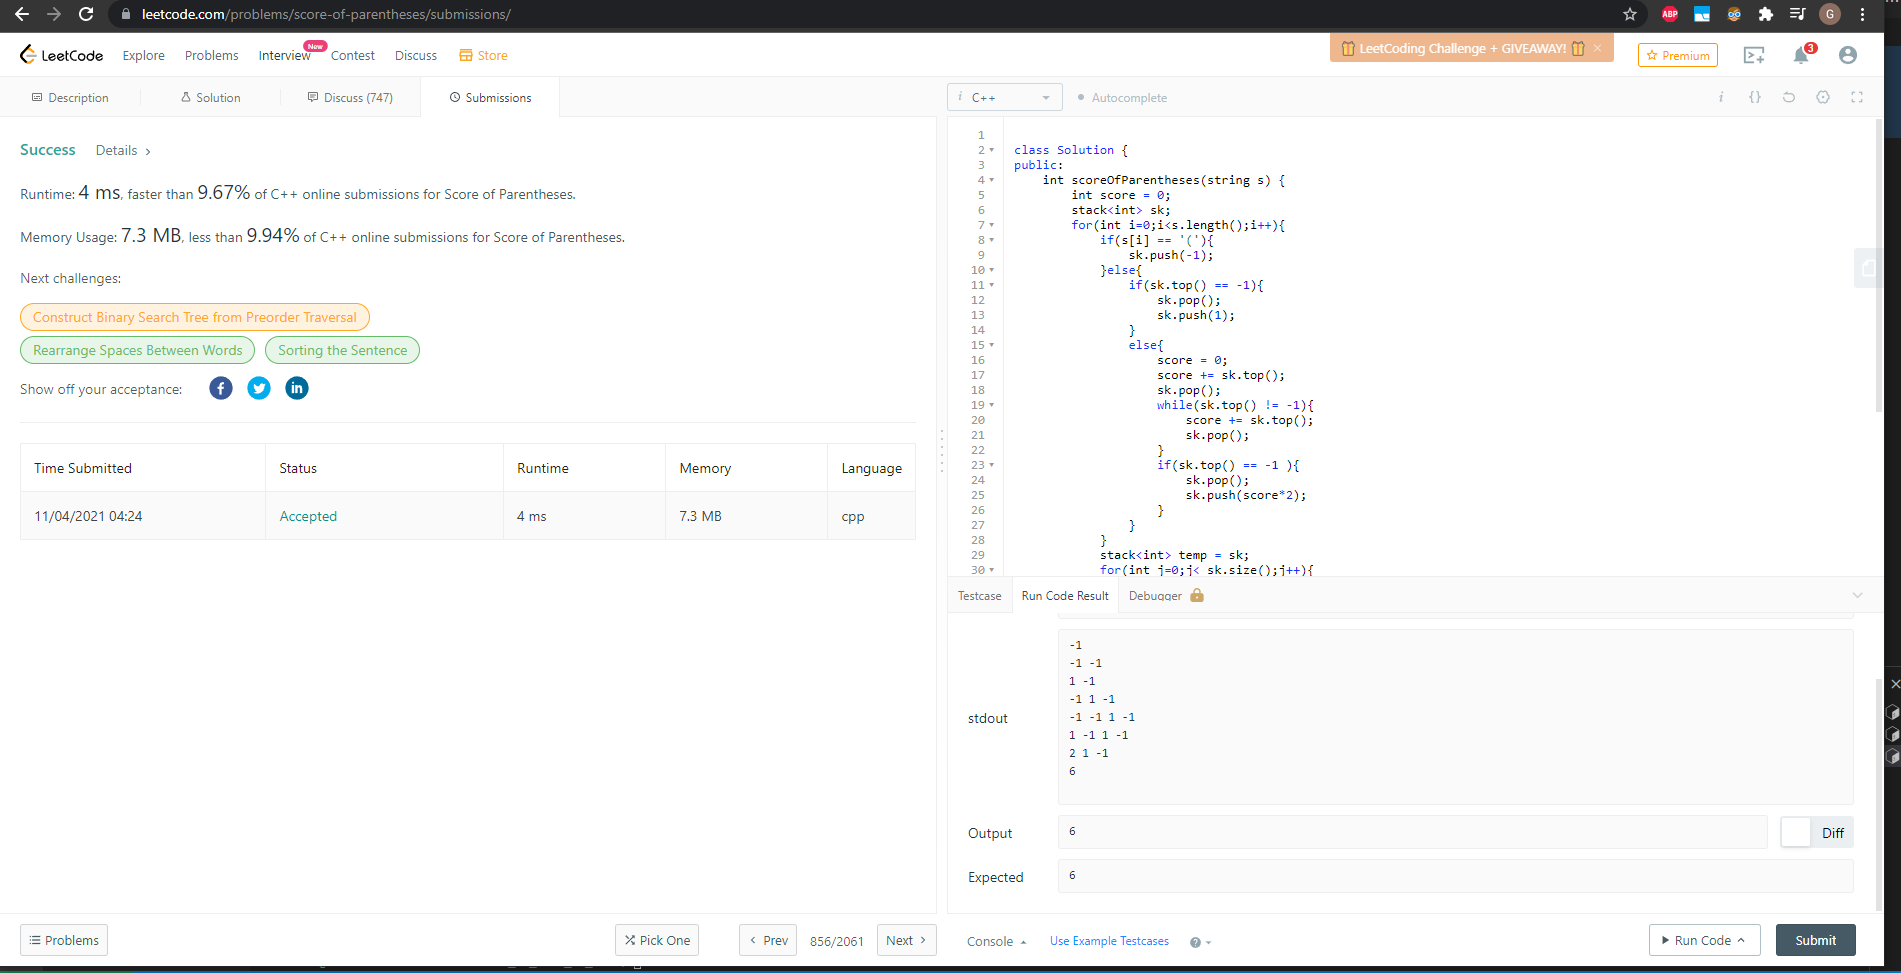 leetcode.com/problems/score-of-parentheses/submissions/
ABP
G
LeetCode
Explore
Problems
Interview
New
Contest
Discuss
Store
LeetCoding Challenge + GIVEAWAY!
Premium
3
Description
Solution
Discuss (747)
Submissions
i C++
Autocomplete
i
{}
Success
Details >
Runtime: 4 ms, faster than 9.67% of C++ online submissions for Score of Parentheses.
Memory Usage: 7.3 MB, less than 9.94% of C++ online submissions for Score of Parentheses.
Next challenges:
Construct Binary Search Tree from Preorder Traversal
Rearrange Spaces Between Words
Sorting the Sentence
Show off your acceptance:
Time Submitted
Status
Runtime
Memory
Language
11/04/2021 04:24
Accepted
4 ms
7.3 MB
cpp
1
2 class Solution {
3 public:
4 int scoreOfParentheses(string s) {
5 int score = 0;
6 stack<int> sk;
7 for(int i=0;i<s.length();i++){
8 if(s[i] == '('){
9 sk.push(-1);
10 }else{
11 if(sk.top() == -1){
12 sk.pop();
13 sk.push(1);
14 }
15 else{
16 score = 0;
17 score += sk.top();
18 sk.pop();
19 while(sk.top() != -1){
20 score += sk.top();
21 sk.pop();
22 }
23 if(sk.top() == -1 ){
24 sk.pop();
25 sk.push(score*2);
26 }
27 }
28 }
29 stack<int> temp = sk;
30 for(int j=0;j< sk.size();j++){
Testcase
Run Code Result
Debugger
stdout
-1
-1 -1
1 -1
-1 1 -1
-1 -1 1 -1
1 -1 1 -1
2 1 -1
6
Output
6
Diff
Expected
6
Problems
Pick One
< Prev
856/2061
Next >
Console
Use Example Testcases
?
Run Code
Submit